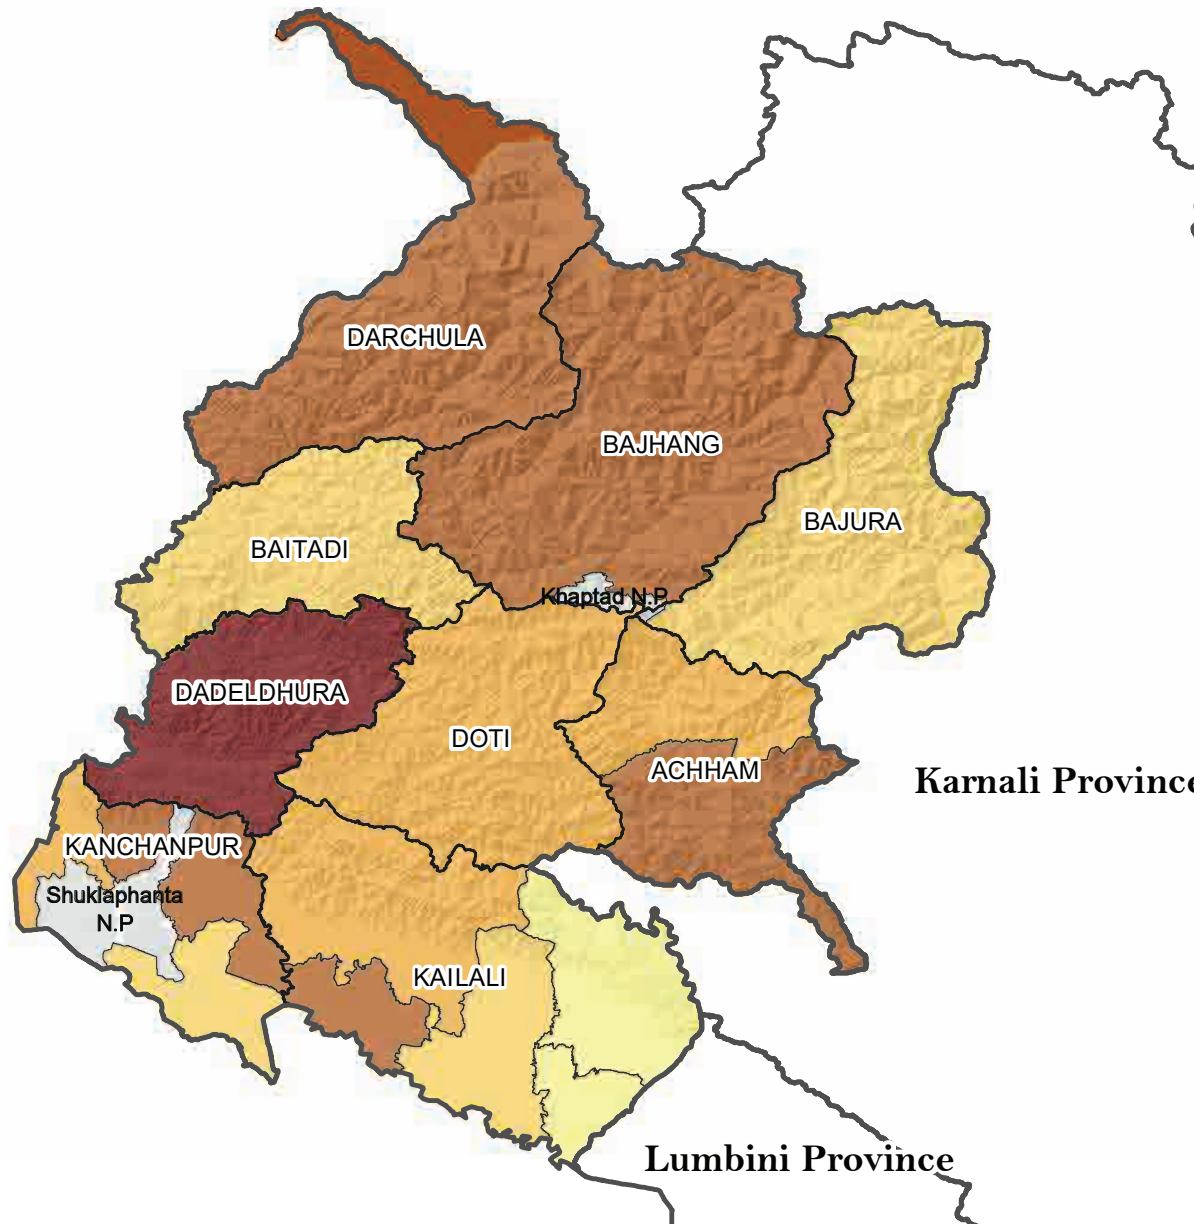 DARCHULA
BAJHANG
BAJURA
BAITADI
Khaptad N.P
DADELDHURA
DOTI
ACHHAM
Karnali Province
KANCHANPUR
Shuklaphanta
N.P
KAILALI
Lumbini Province